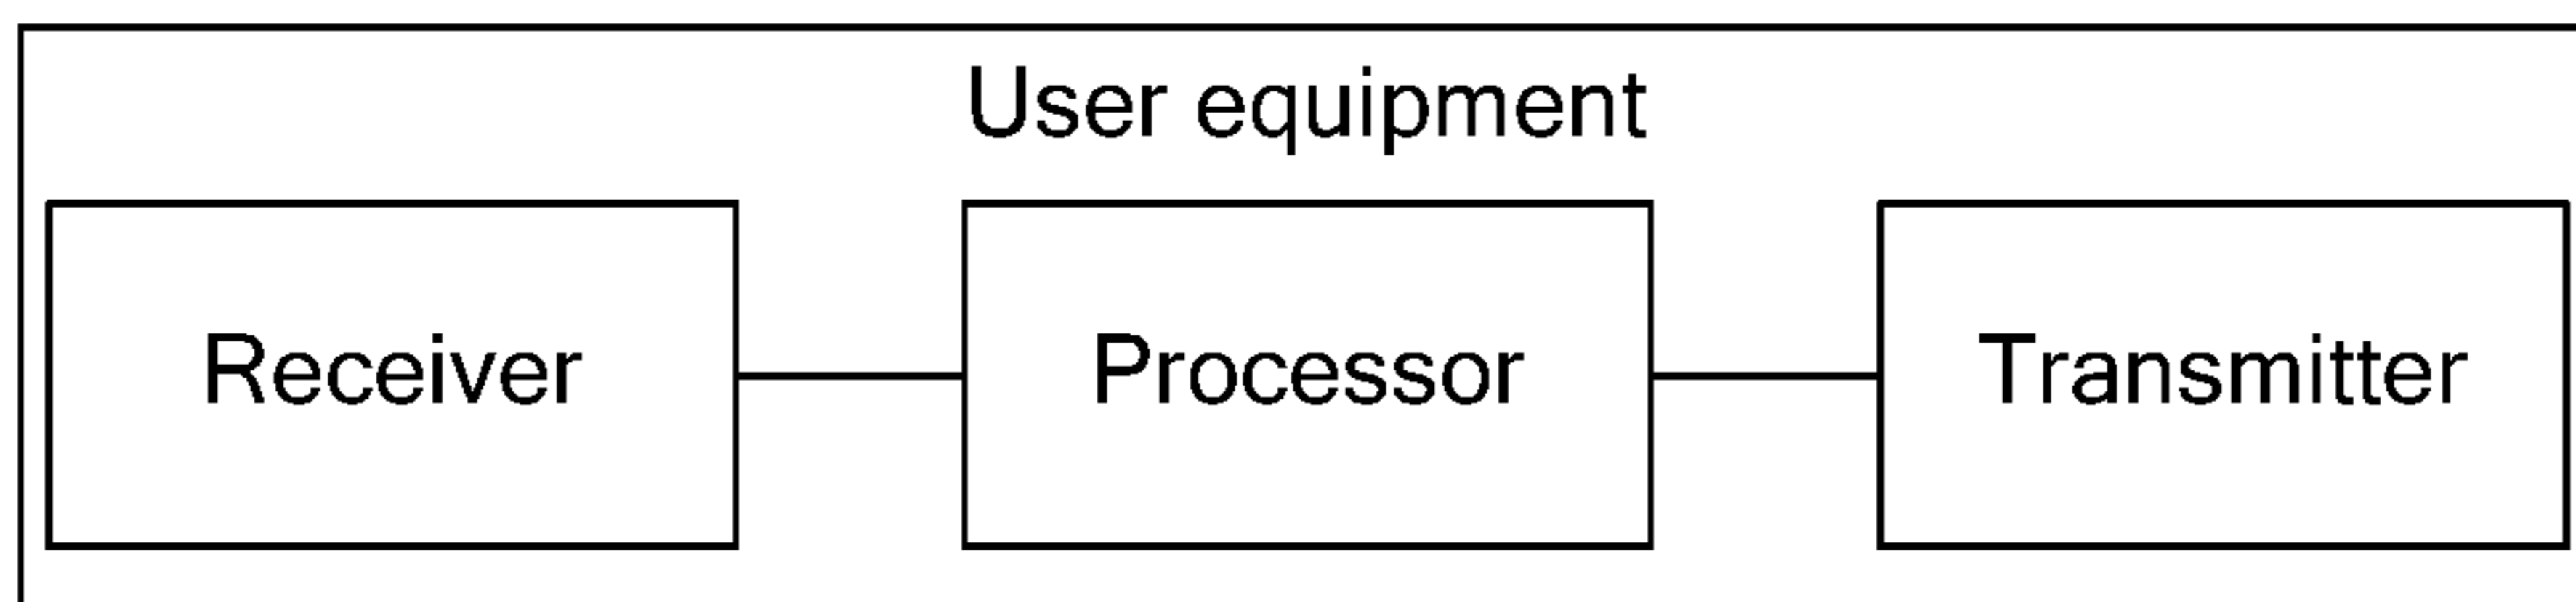 User equipment
Receiver
Processor
Transmitter